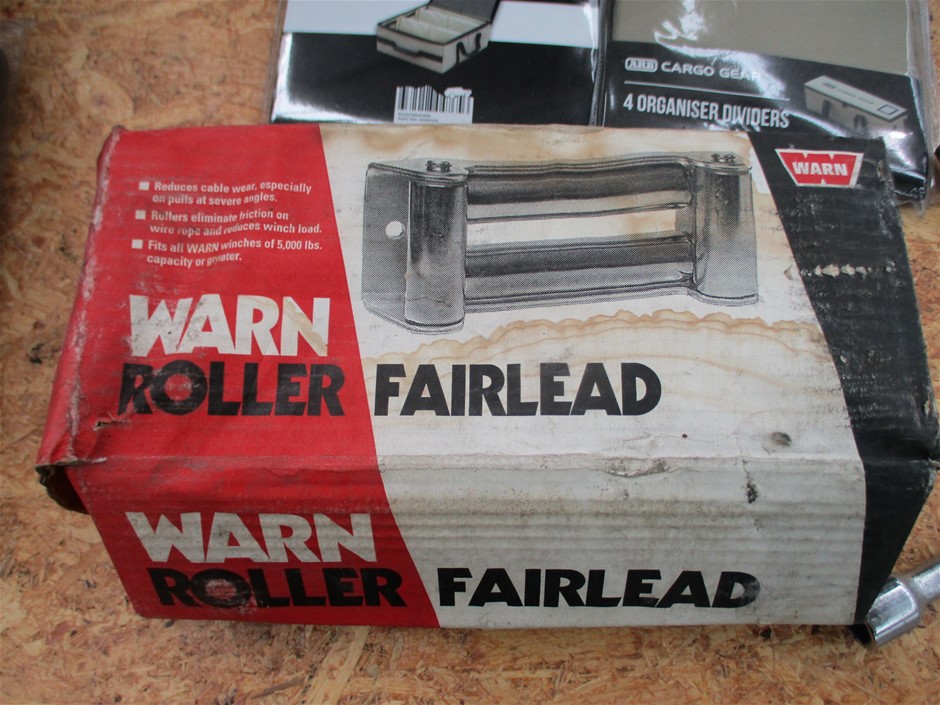 ARB CARGO GEAR
4 ORGANISER DIVIDERS
WARN
■ Reduces cable wear, especially
on pulls at severe angles.
■ Rollers eliminate friction on
wire rope and reduces winch load.
■ Fits all WARN winches of 5,000 lbs.
capacity or greater.
WARN
ROLLER FAIRLEAD
WARN
ROLLER FAIRLEAD